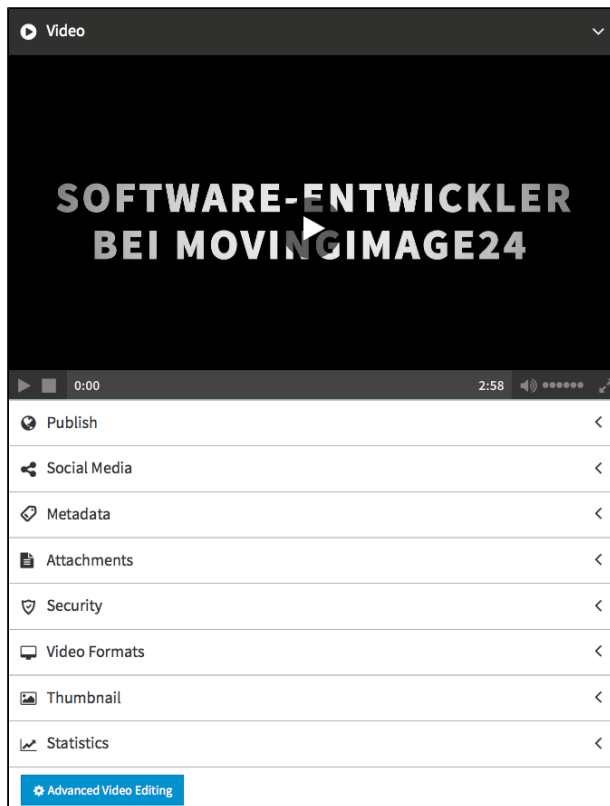 Video
SOFTWARE-ENTWICKLER
BEI MOVINGIMAGE24
0:00 2:58
Publish
Social Media
Metadata
Attachments
Security
Video Formats
Thumbnail
Statistics
Advanced Video Editing